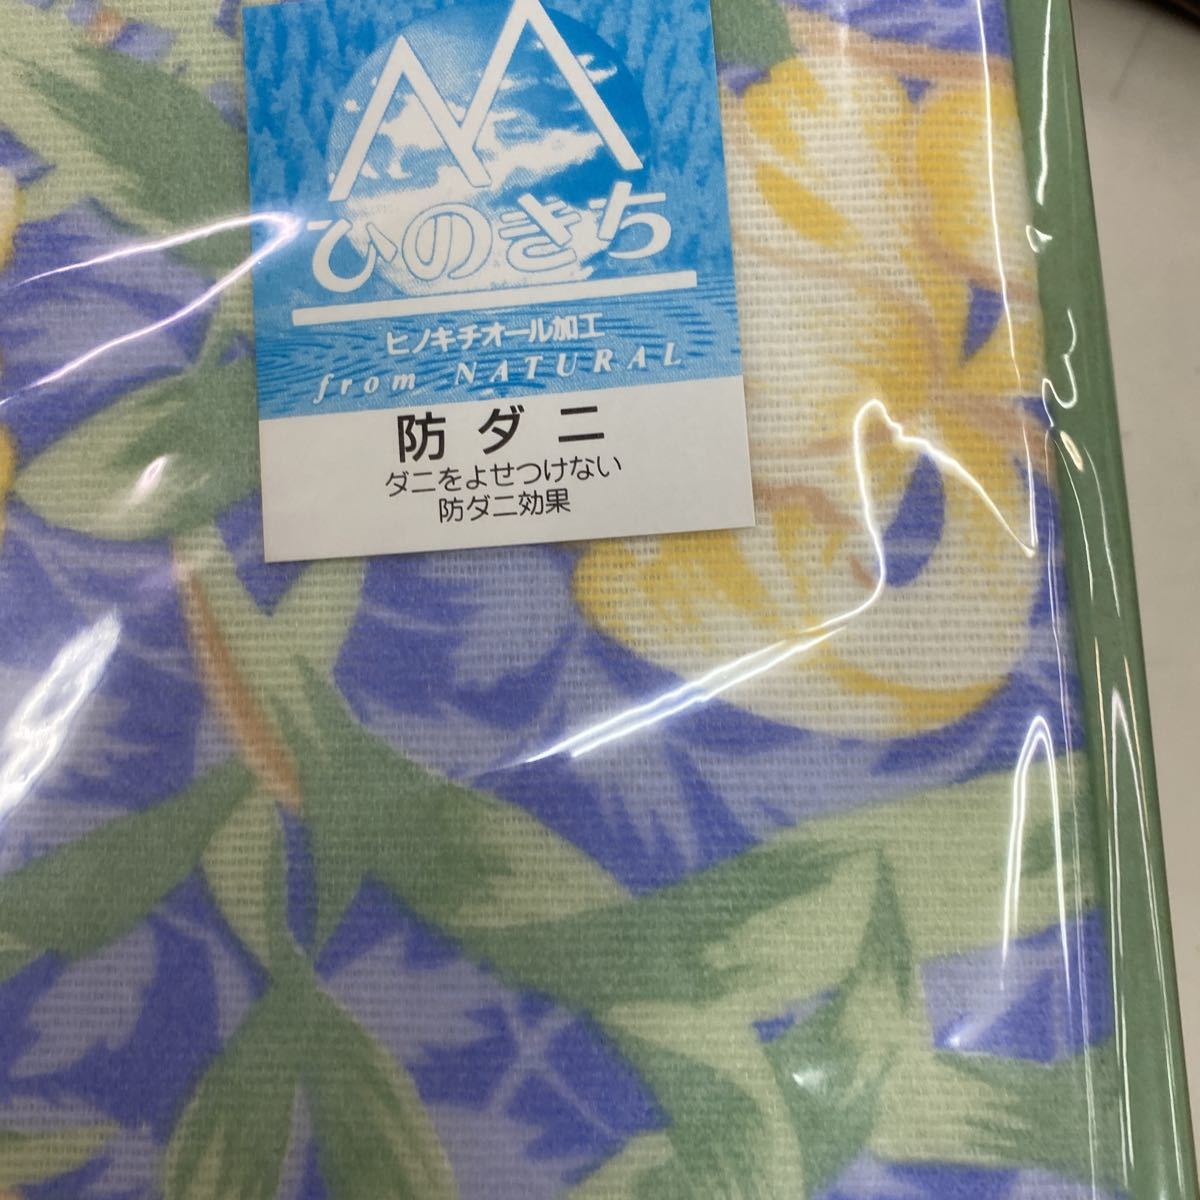 ひのきち
ヒノキチオール加工
from NATURAL
防ダニ
ダニをよせつけない
防ダニ効果